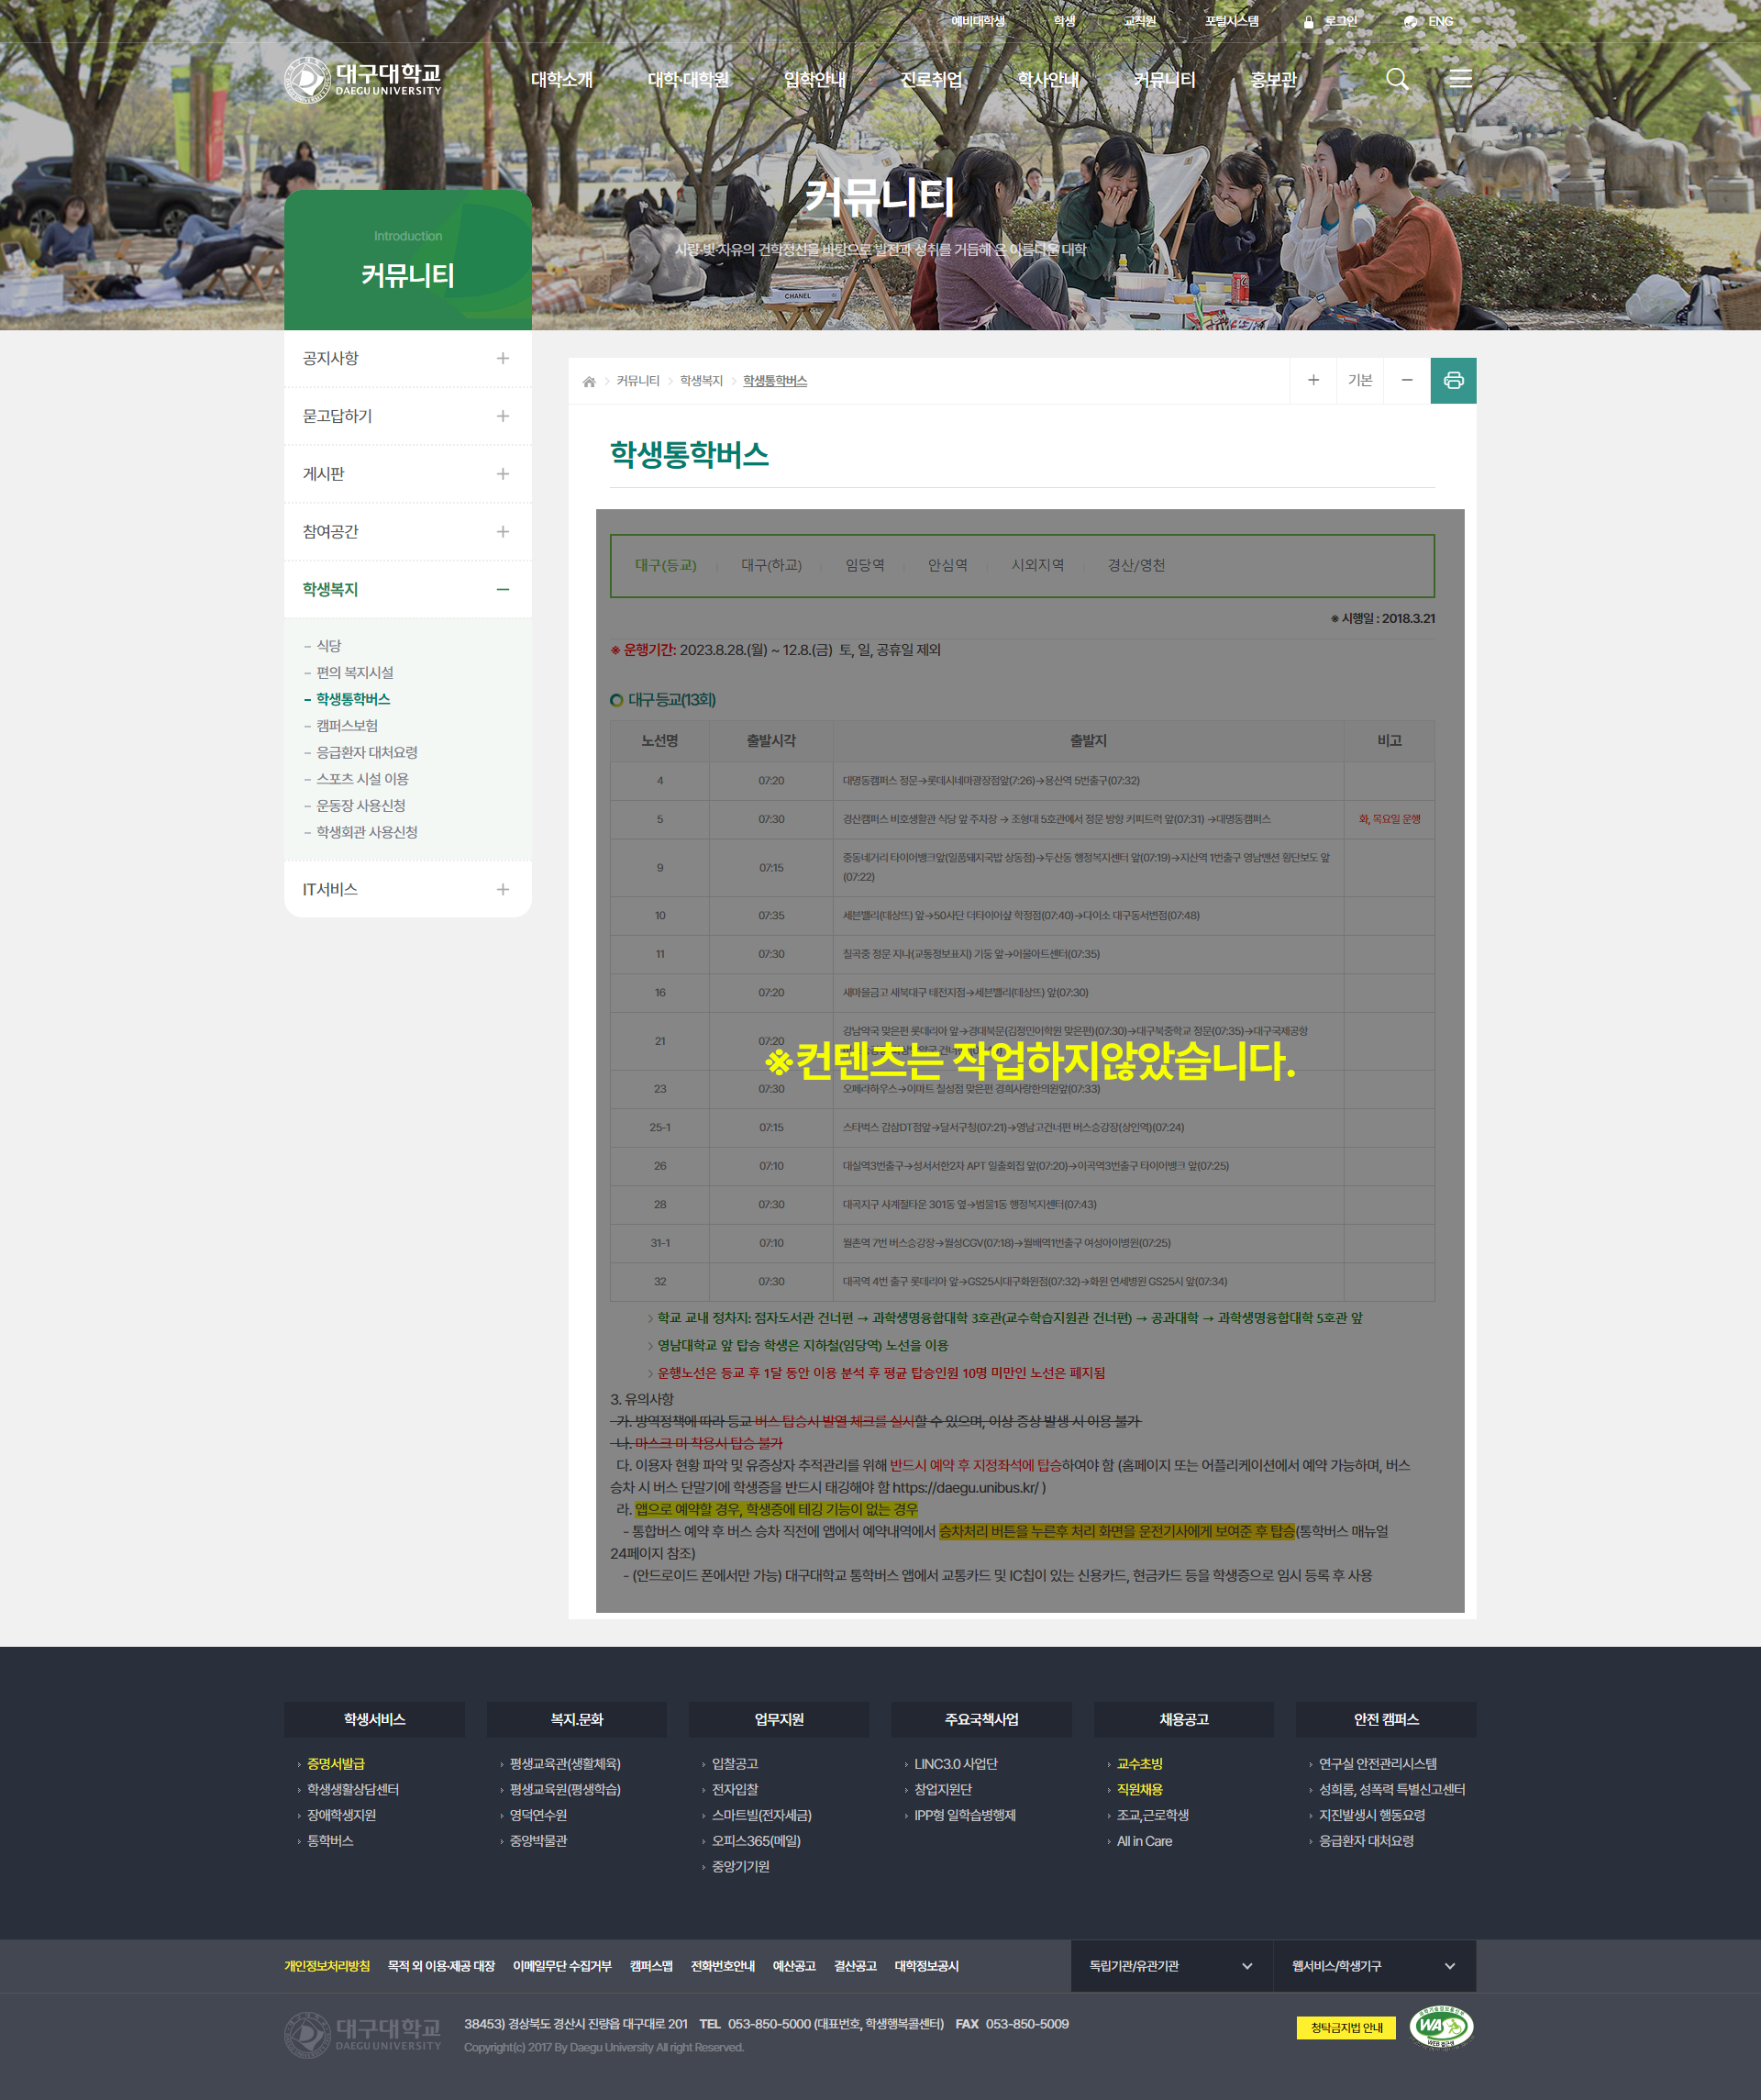 예비대학생 학생 교직원 포털시스템 로그인 ENG
대구대학교
DAEGU UNIVERSITY
대학소개 대학·대학원 입학안내 진로취업 학사안내 커뮤니티 홍보관
커뮤니티
사랑·빛·자유의 건학정신을 바탕으로 발전과 성취를 거듭해 온 아름다운 대학
CHANEL
Introduction
커뮤니티
공지사항
묻고답하기
게시판
참여공간
학생복지
- 식당
- 편의 복지시설
- 학생통학버스
- 캠퍼스보험
- 응급환자 대처요령
- 스포츠 시설 이용
- 운동장 사용신청
- 학생회관 사용신청
IT서비스
커뮤니티 > 학생복지 > 학생통학버스
+ 기본 -
학생통학버스
대구(등교) 대구(하교) 임당역 안심역 시외지역 경산/영천
※ 시행일 : 2018.3.21
※ 운행기간: 2023.8.28.(월) ~ 12.8.(금) 토, 일, 공휴일 제외
대구등교(13회)
노선명 출발시각 출발지 비고
4 07:20 대명동캠퍼스 정문→롯데시네마광장점앞(7:26)→용산역 5번출구(07:32)
5 07:30 경산캠퍼스 비호생활관 식당 앞 주차장 → 조형대 5호관에서 정문 방향 커피트럭 앞(07:31) →대명동캠퍼스 화, 목요일 운행
9 07:15 중동네거리 타이어뱅크앞(일품돼지국밥 상동점)→두산동 행정복지센터 앞(07:19)→지산역 1번출구 영남맨션 횡단보도 앞
(07:22)
10 07:35 세븐밸리(대상뜨) 앞→50사단 더타이이샾 학정점(07:40)→다이소 대구동서변점(07:48)
11 07:30 칠곡중 정문 지나(교통정보표지) 기둥 앞→어울아트센터(07:35)
16 07:20 새마을금고 새북대구 태전지점→세븐밸리(대상뜨) 앞(07:30)
21 07:20 강남약국 맞은편 롯데리아 앞→경대북문(김정민어학원 맞은편)(07:30)→대구북중학교 정문(07:35)→대구국제공항
※컨텐츠는 작업하지않았습니다.
23 07:30 오페라하우스→이마트 칠성점 맞은편 경희사랑한의원앞(07:33)
25-1 07:15 스타벅스 감삼DT점앞→달서구청(07:21)→영남고건너편 버스승강장(상인역)(07:24)
26 07:10 대실역3번출구→성서서한2차 APT 일출회집 앞(07:20)→이곡역3번출구 타이어뱅크 앞(07:25)
28 07:30 대곡지구 사계절타운 301동 옆→범물1동 행정복지센터(07:43)
31-1 07:10 월촌역 7번 버스승강장→월성CGV(07:18)→월배역1번출구 여성아이병원(07:25)
32 07:30 대곡역 4번 출구 롯데리아 앞→GS25시대구화원점(07:32)→화원 연세병원 GS25시 앞(07:34)
학교 교내 정차지: 점자도서관 건너편 → 과학생명융합대학 3호관(교수학습지원관 건너편) → 공과대학 → 과학생명융합대학 5호관 앞
영남대학교 앞 탑승 학생은 지하철(임당역) 노선을 이용
운행노선은 등교 후 1달 동안 이용 분석 후 평균 탑승인원 10명 미만인 노선은 폐지됨
3. 유의사항
가. 방역정책에 따라 등교 버스 탑승시 발열 체크를 실시할 수 있으며, 이상 증상 발생 시 이용 불가
나. 마스크 미 착용시 탑승 불가
다. 이용자 현황 파악 및 유증상자 추적관리를 위해 반드시 예약 후 지정좌석에 탑승하여야 함 (홈페이지 또는 어플리케이션에서 예약 가능하며, 버스
승차 시 버스 단말기에 학생증을 반드시 태깅해야 함 https://daegu.unibus.kr/ )
라. 앱으로 예약할 경우, 학생증에 태깅 기능이 없는 경우
- 통합버스 예약 후 버스 승차 직전에 앱에서 예약내역에서 승차처리 버튼을 누른후 처리 화면을 운전기사에게 보여준 후 탑승(통학버스 매뉴얼
24페이지 참조)
- (안드로이드 폰에서만 가능) 대구대학교 통학버스 앱에서 교통카드 및 IC칩이 있는 신용카드, 현금카드 등을 학생증으로 임시 등록 후 사용
학생서비스 복지.문화 업무지원 주요국책사업 채용공고 안전 캠퍼스
증명서발급 평생교육관(생활체육) 입찰공고 LINC3.0 사업단 교수초빙 연구실 안전관리시스템
학생생활상담센터 평생교육원(평생학습) 전자입찰 창업지원단 직원채용 성희롱, 성폭력 특별신고센터
장애학생지원 영덕연수원 스마트빌(전자세금) IPP형 일학습병행제 조교,근로학생 지진발생시 행동요령
통학버스 중앙박물관 오피스365(메일) All in Care 응급환자 대처요령
중앙기기원
개인정보처리방침 목적 외 이용·제공 대장 이메일무단 수집거부 캠퍼스맵 전화번호안내 예산공고 결산공고 대학정보공시 독립기관/유관기관 웹서비스/학생기구
대구대학교
DAEGU UNIVERSITY
38453) 경상북도 경산시 진량읍 대구대로 201 TEL 053-850-5000 (대표번호, 학생행복콜센터) FAX 053-850-5009
Copyright(c) 2017 By Daegu University All right Reserved.
청탁금지법 안내
WA
WEB 접근성